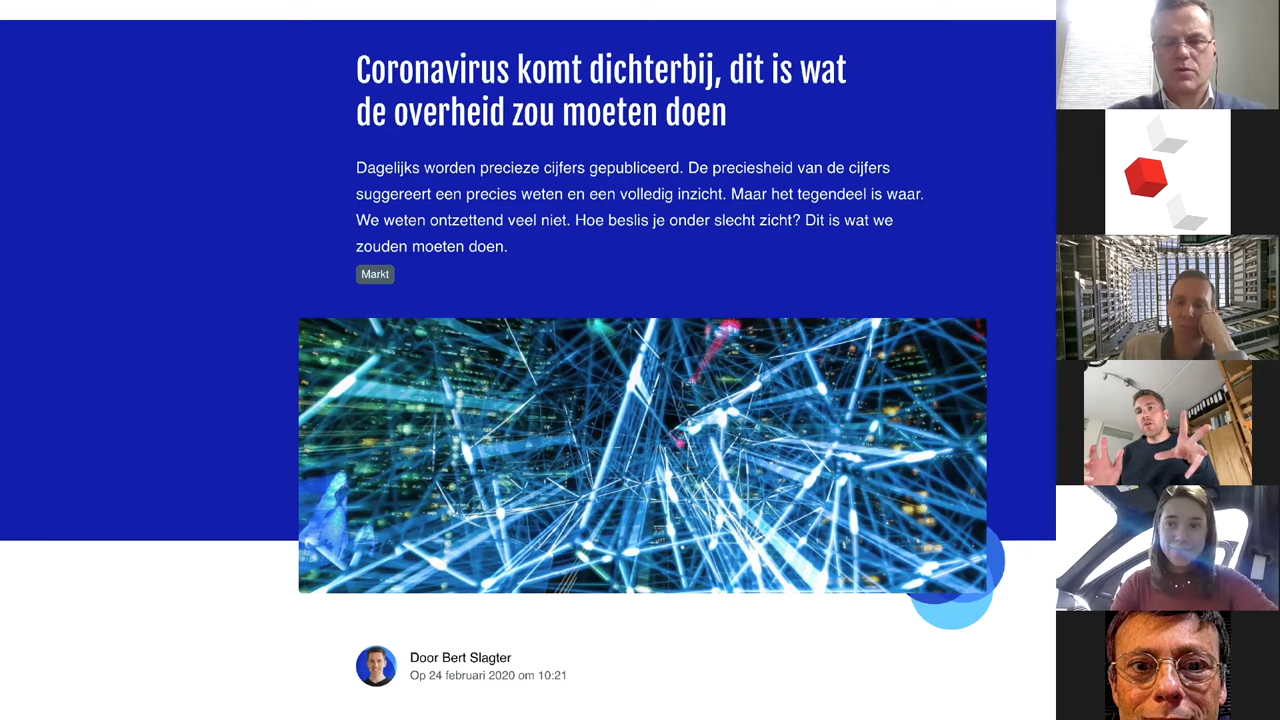 Coronavirus komt dichterbij, dit is wat
de overheid zou moeten doen
Dagelijks worden precieze cijfers gepubliceerd. De preciesheid van de cijfers
suggereert een precies weten en een volledig inzicht. Maar het tegendeel is waar.
We weten ontzettend veel niet. Hoe beslis je onder slecht zicht? Dit is wat we
zouden moeten doen.
Markt
Door Bert Slagter
Op 24 februari 2020 om 10:21